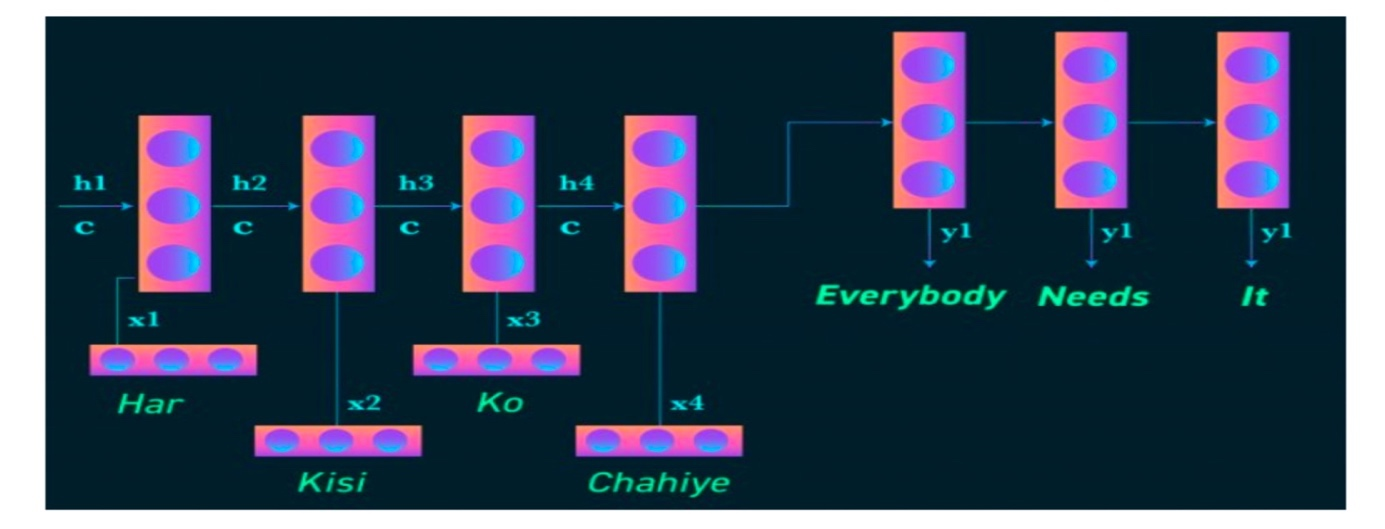 h1
c
h2
c
h3
c
h4
c
x1
Har
x2
Kisi
x3
Ko
x4
Chahiye
y1
Everybody
y1
Needs
y1
It